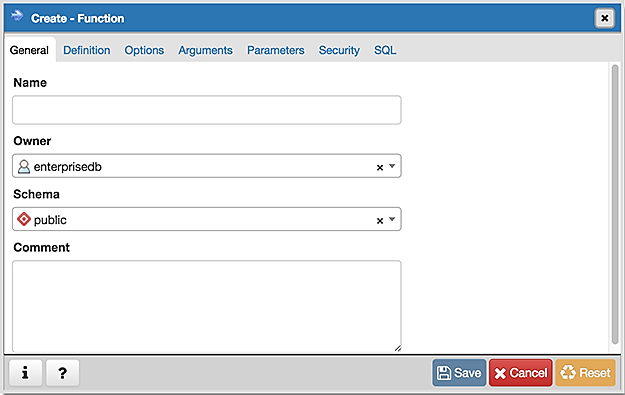 Create - Function
General Definition Options Arguments Parameters Security SQL
Name
Owner
enterprisedb
Schema
public
Comment
i ? Save Cancel Reset